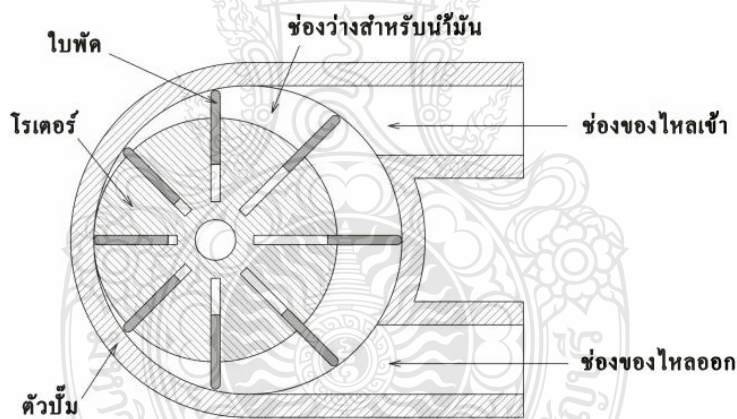 ช่องว่างสำหรับน้ำมัน
ใบพัด
โรเตอร์
ช่องของไหลเข้า
ช่องของไหลออก
ตัวปั๊ม